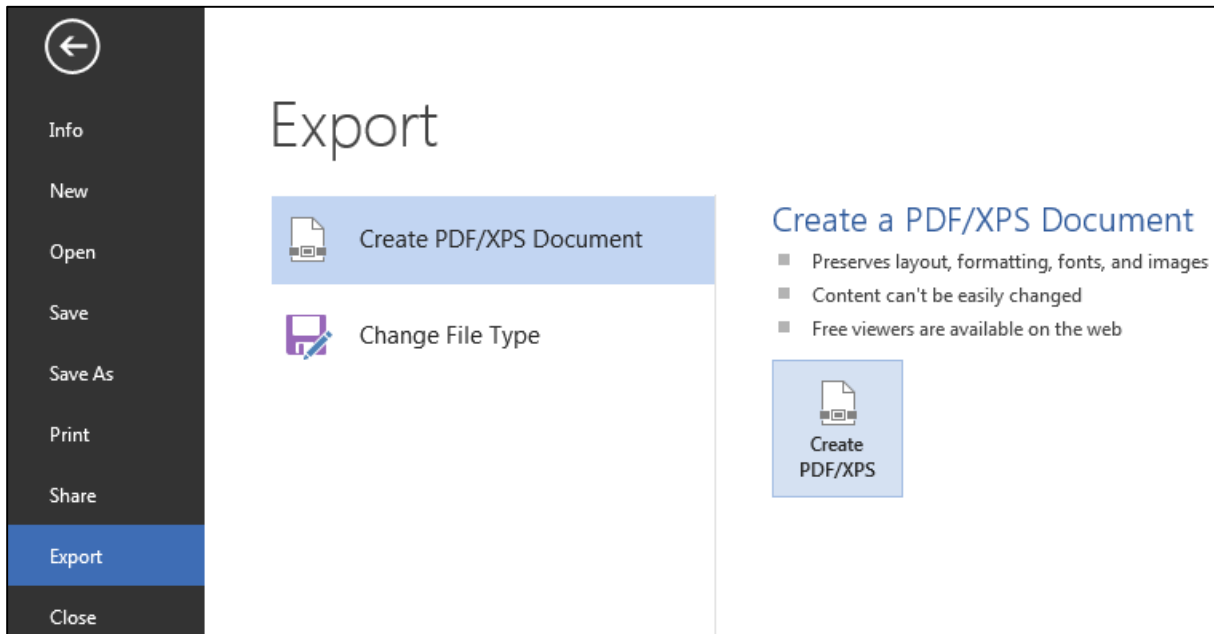 Info
New
Open
Save
Save As
Print
Share
Export
Close
Export
Create PDF/XPS Document
Change File Type
Create a PDF/XPS Document
Preserves layout, formatting, fonts, and images
Content can't be easily changed
Free viewers are available on the web
Create
PDF/XPS